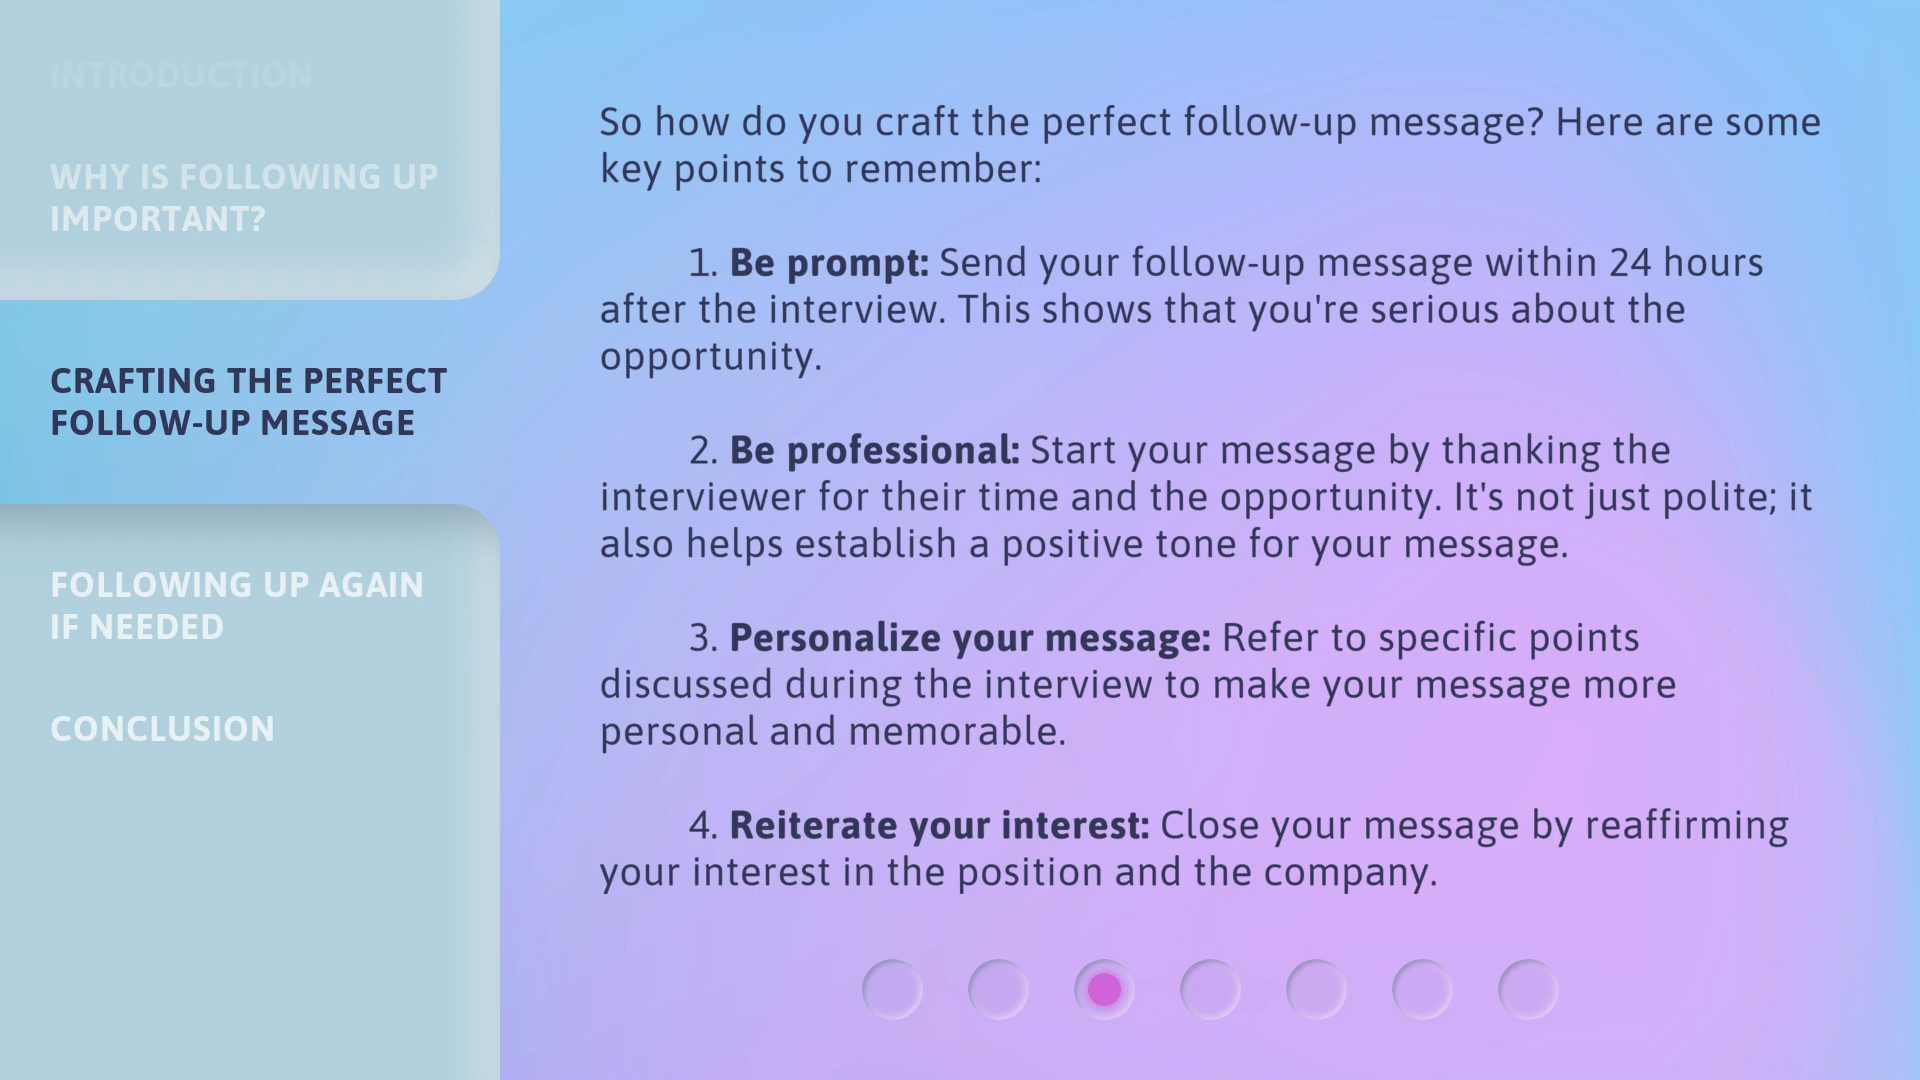 INTRODUCTION
WHY IS FOLLOWING UP
IMPORTANT?
CRAFTING THE PERFECT
FOLLOW-UP MESSAGE
FOLLOWING UP AGAIN
IF NEEDED
CONCLUSION
So how do you craft the perfect follow-up message? Here are some
key points to remember:
1. Be prompt: Send your follow-up message within 24 hours
after the interview. This shows that you're serious about the
opportunity.
2. Be professional: Start your message by thanking the
interviewer for their time and the opportunity. It's not just polite; it
also helps establish a positive tone for your message.
3. Personalize your message: Refer to specific points
discussed during the interview to make your message more
personal and memorable.
4. Reiterate your interest: Close your message by reaffirming
your interest in the position and the company.